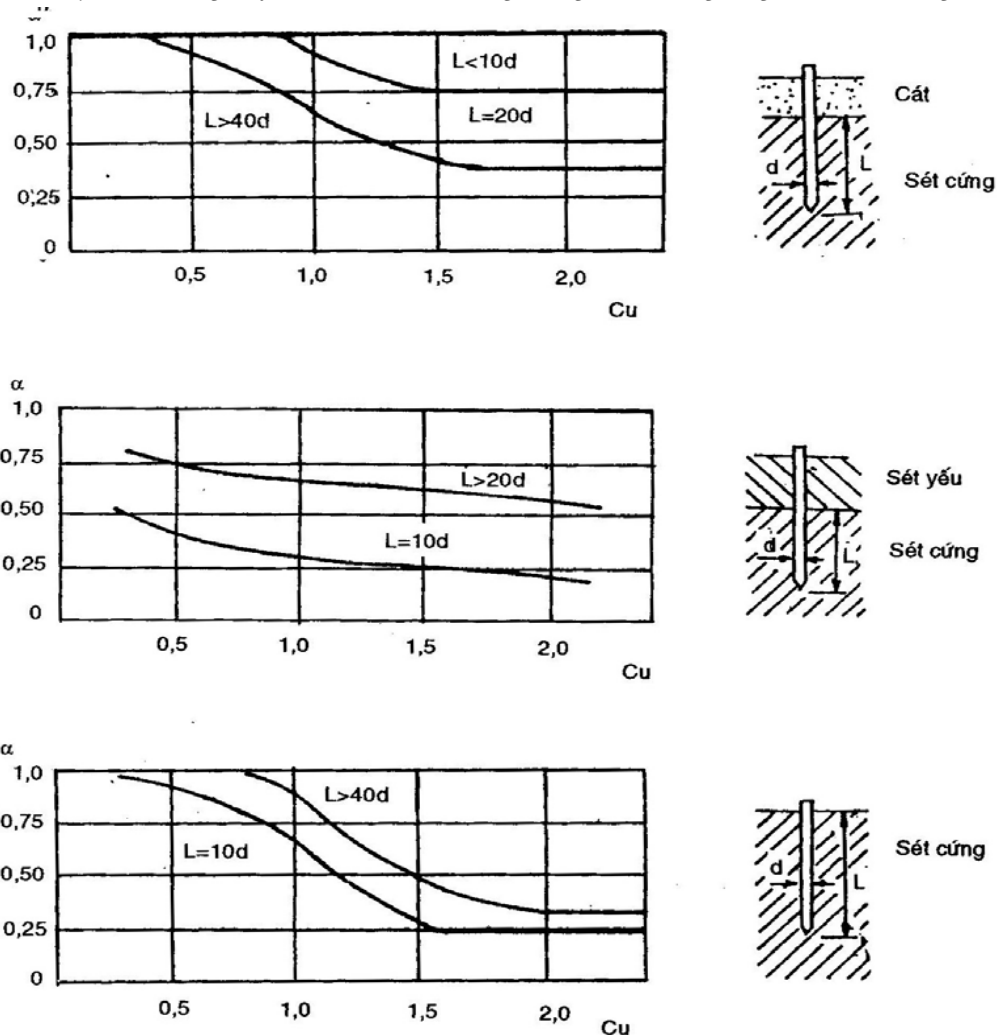 α
1,0
0,75
0,50
0,25
0
L<10d
L=20d
L>40d
0,5
1,0
1,5
2,0
Cu
Cát
d
L
Sét cứng
α
1,0
0,75
0,50
0,25
0
L>20d
L=10d
0,5
1,0
1,5
2,0
Cu
Sét yếu
d
L
Sét cứng
α
1,0
0,75
0,50
0,25
0
L>40d
L=10d
0,5
1,0
1,5
2,0
Cu
d
L
Sét cứng